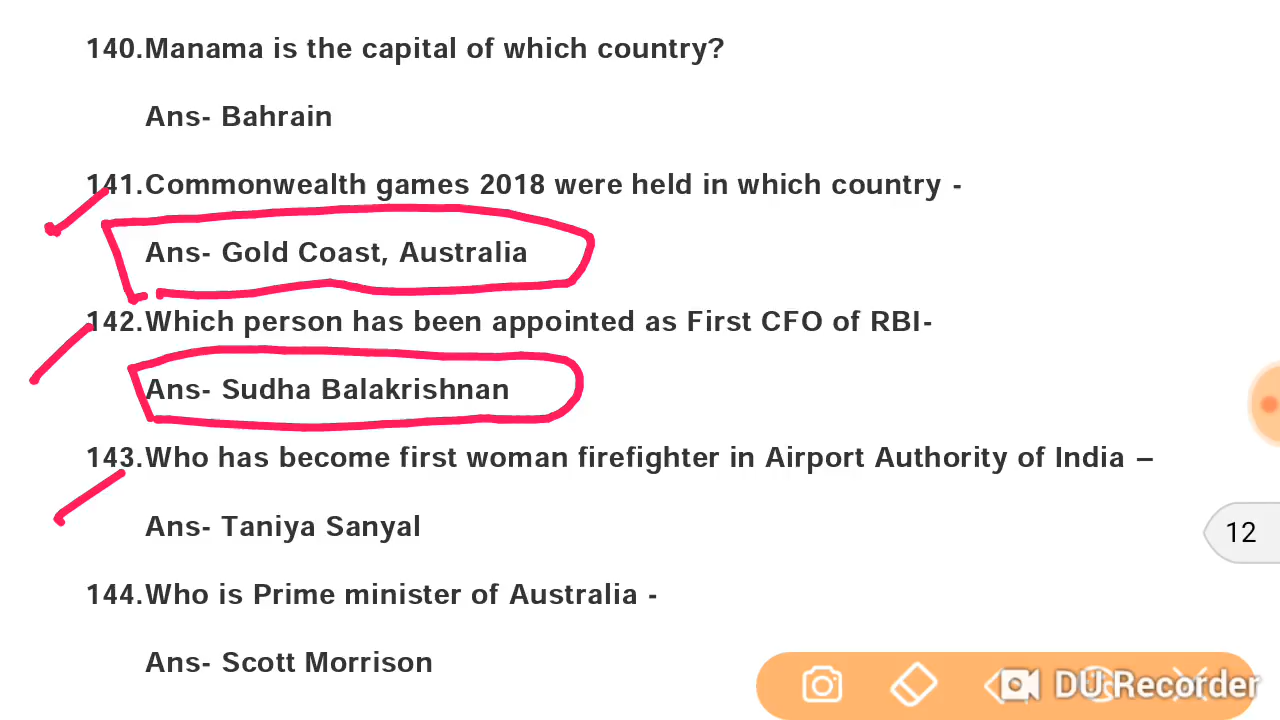 140.Manama is the capital of which country?
Ans- Bahrain
141.Commonwealth games 2018 were held in which country -
Ans- Gold Coast, Australia
142.Which person has been appointed as First CFO of RBI-
Ans- Sudha Balakrishnan
143.Who has become first woman firefighter in Airport Authority of India –
Ans- Taniya Sanyal
12
144.Who is Prime minister of Australia -
Ans- Scott Morrison
DU Recorder